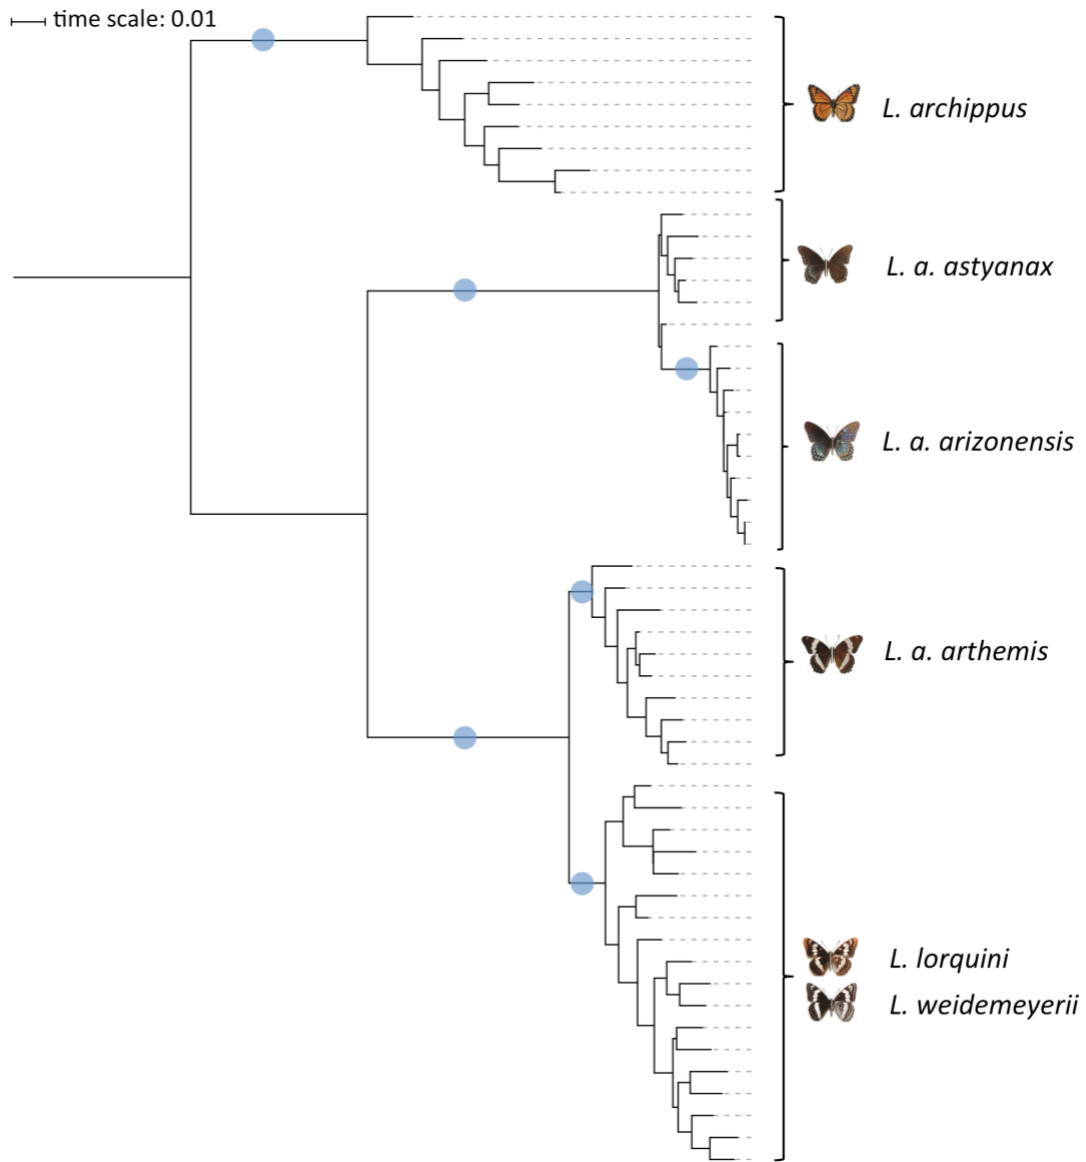 time scale: 0.01
L. archippus
L. a. astyanax
L. a. arizonensis
L. a. arthemis
L. lorquini
L. weidemeyerii